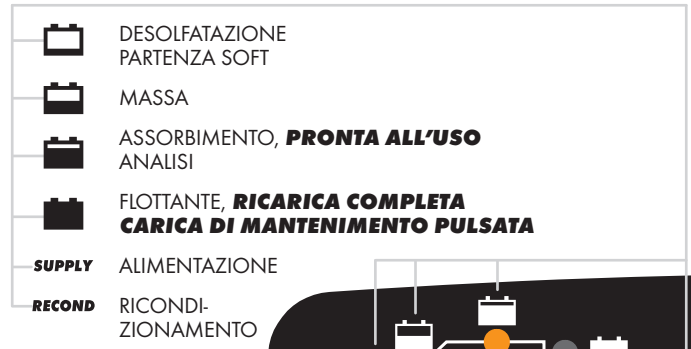 DESOLFATAZIONE
PARTENZA SOFT
MASSA
ASSORBIMENTO, PRONTA ALL'USO
ANALISI
FLOTTANTE, RICARICA COMPLETA
CARICA DI MANTENIMENTO PULSATA
SUPPLY ALIMENTAZIONE
RECOND RICONDI-
ZIONAMENTO